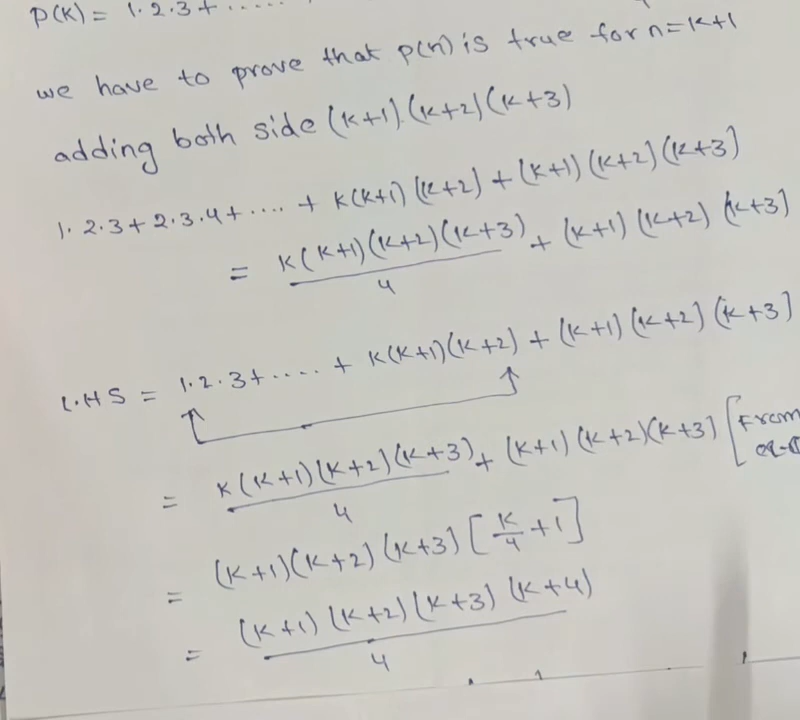 P(K) = 1.2.3 + .....
we have to prove that p(n) is true for n=k+1
adding both side (k+1).(k+2)(k+3)
1.2.3 + 2.3.4 + .... + k(k+1)(k+2) + (k+1)(k+2)(k+3)
= k(k+1)(k+2)(k+3)/4 + (k+1)(k+2)(k+3)
L.H S = 1.2.3 + ..... + k(k+1)(k+2) + (k+1)(k+2)(k+3)
= k(k+1)(k+2)(k+3)/4 + (k+1)(k+2)(k+3) [From
= (k+1)(k+2)(k+3)[k/4 + 1]
= (k+1)(k+2)(k+3)(k+4)/4